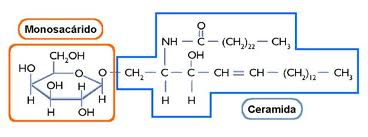 Monosacárido
O
NH — C — (CH₂)₂₂ — CH₃
CH₂OH
OH
HO
O
O — CH₂ — C — C — CH = CH — (CH₂)₁₂ — CH₃
OH
H
H
H
H
OH
H
H
Ceramida